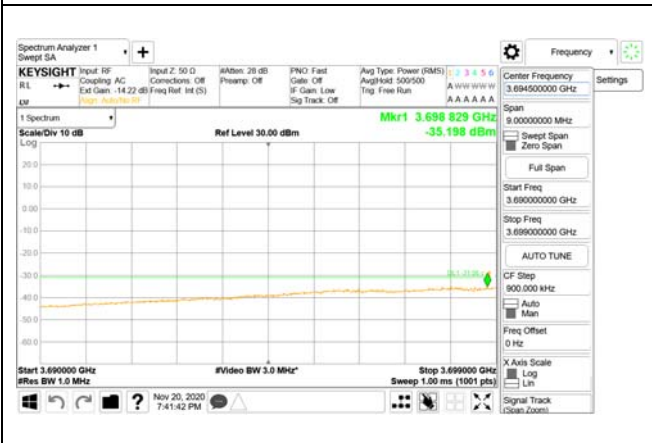 Spectrum Analyzer 1
Swept SA
Frequency
KEYSIGHT
RL
Input: RF
Coupling: AC
Ext Gain: -14.22 dB
Align: Auto/No RF
Input Z: 50 Ω
Corrections: Off
Freq Ref: Int (S)
#Atten: 28 dB
Preamp: Off
PNO: Fast
Gate: Off
IF Gain: Low
Sig Track: Off
Avg Type: Power (RMS)
Avg|Hold: 500/500
Trig: Free Run
1 2 3 4 5 6
A W W W W W
A A A A A A
1 Spectrum
Scale/Div 10 dB
Ref Level 30.00 dBm
Mkr1 3.698 829 GHz
-35.198 dBm
Log
20.0
10.0
0.00
-10.0
-20.0
-30.0
-40.0
-50.0
-60.0
Start 3.690000 GHz
#Res BW 1.0 MHz
#Video BW 3.0 MHz*
Stop 3.699000 GHz
Sweep 1.00 ms (1001 pts)
Nov 20, 2020
7:41:42 PM
Center Frequency
3.694500000 GHz
Settings
Span
9.00000000 MHz
Swept Span
Zero Span
Full Span
Start Freq
3.690000000 GHz
Stop Freq
3.699000000 GHz
AUTO TUNE
CF Step
900.000 kHz
Auto
Man
Freq Offset
0 Hz
X Axis Scale
Log
Lin
Signal Track
(Span Zoom)